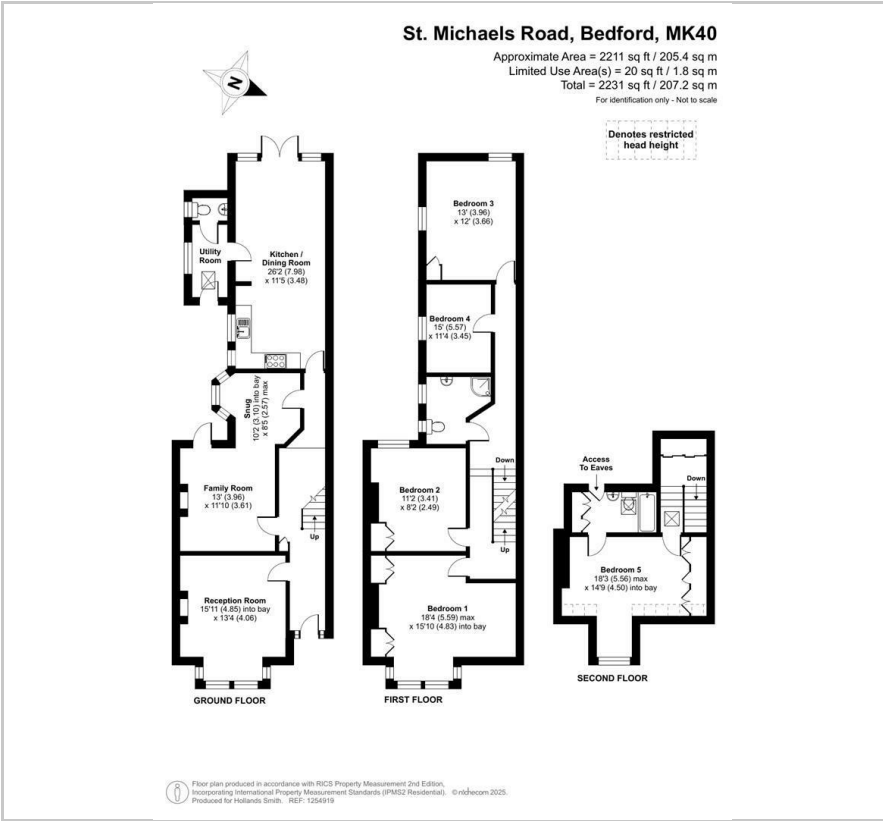 St. Michaels Road, Bedford, MK40
Approximate Area = 2211 sq ft / 205.4 sq m
Limited Use Area(s) = 20 sq ft / 1.8 sq m
Total = 2231 sq ft / 207.2 sq m
For identification only - Not to scale
N
Denotes restricted
head height
Utility
Room
Kitchen /
Dining Room
26'2 (7.98)
x 11'5 (3.48)
Snug
10'2 (3.10) into bay
x 8'5 (2.57) max
Family Room
13' (3.96)
x 11'10 (3.61)
Up
Reception Room
15'11 (4.85) into bay
x 13'4 (4.06)
GROUND FLOOR
Bedroom 3
13' (3.96)
x 12' (3.66)
Bedroom 4
15' (5.57)
x 11'4 (3.45)
Down
Bedroom 2
11'2 (3.41)
x 8'2 (2.49)
Up
Bedroom 1
18'4 (5.59) max
x 15'10 (4.83) into bay
FIRST FLOOR
Access
To Eaves
Down
Bedroom 5
18'3 (5.56) max
x 14'9 (4.50) into bay
SECOND FLOOR
Floor plan produced in accordance with RICS Property Measurement 2nd Edition,
Incorporating International Property Measurement Standards (IPMS2 Residential). ©nichecom 2025.
Produced for Hollands Smith. REF: 1254919